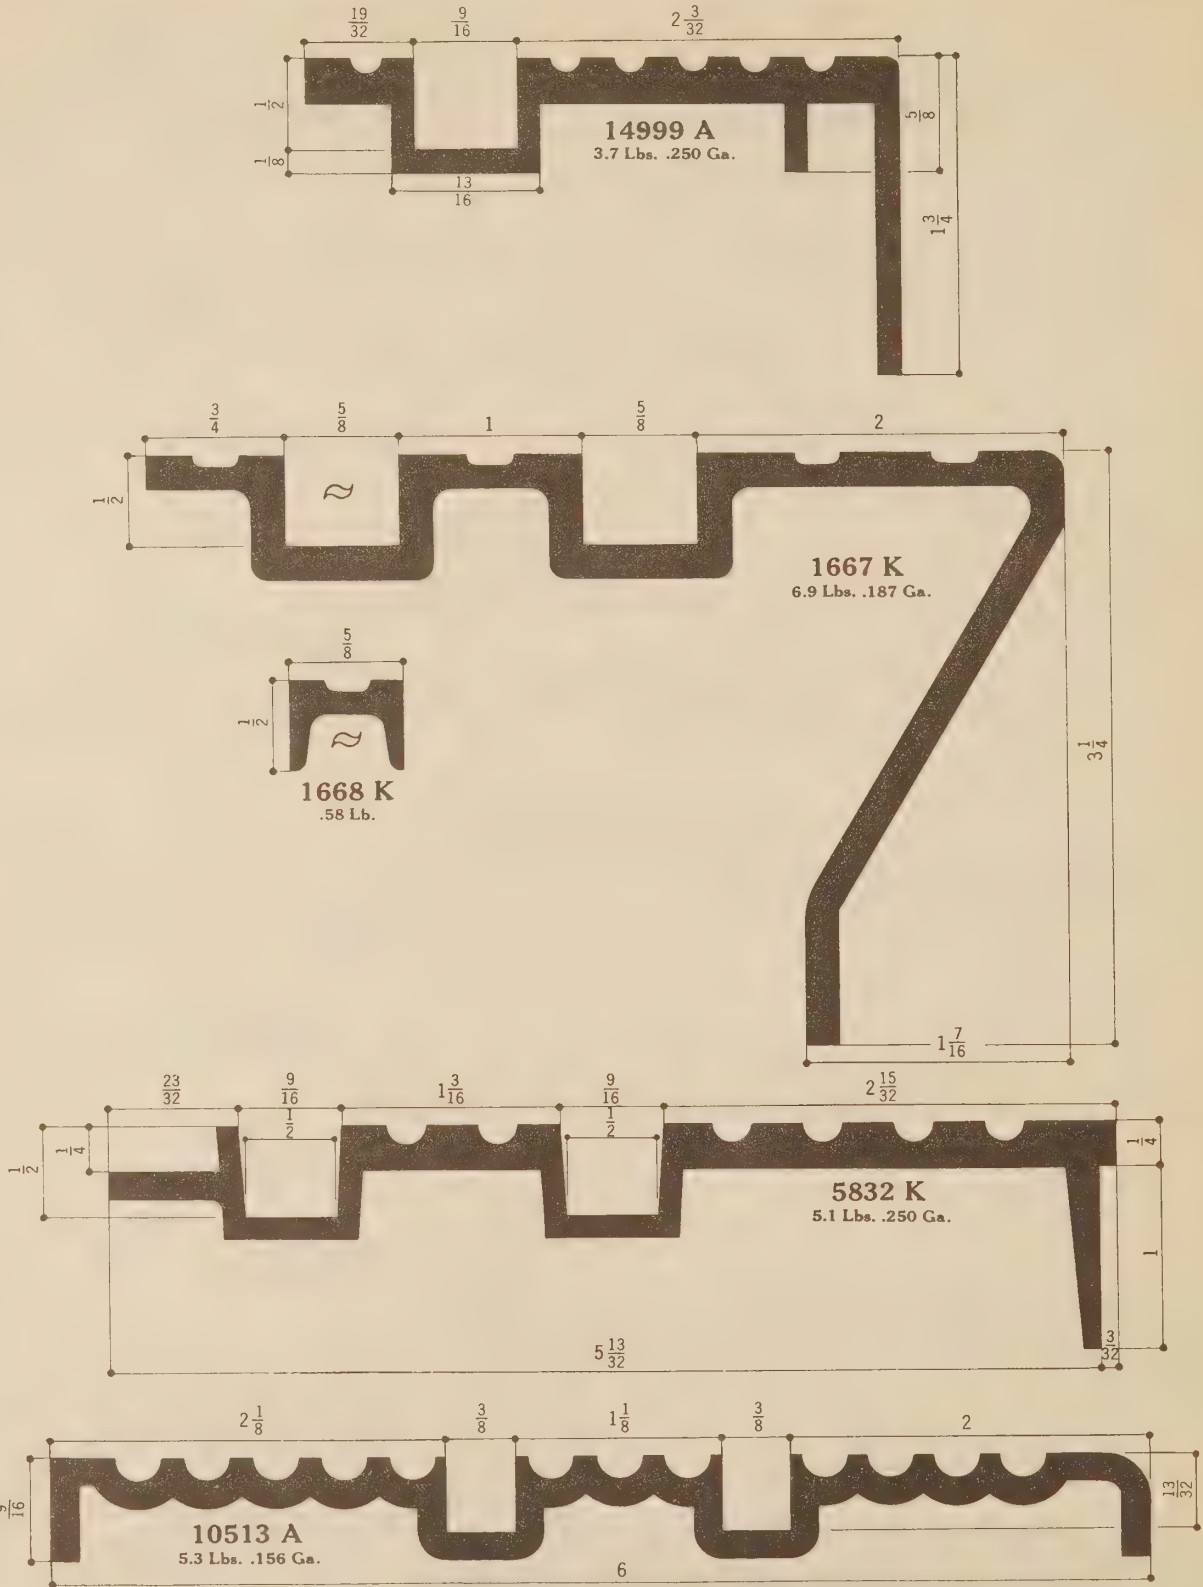 19/32 9/16 2 3/32
1/2
1/8
5/8
1 3/4
14999 A
3.7 Lbs. .250 Ga.
13/16
3/4 5/8 1 5/8 2
1/2
1667 K
6.9 Lbs. .187 Ga.
5/8
1/2
3 1/4
1668 K
.58 Lb.
1 7/16
23/32 9/16 1 3/16 9/16 2 15/32
1/2 1/2
1/2 1/4 1/4
5832 K
5.1 Lbs. .250 Ga.
1
5 13/32 3/32
2 1/8 3/8 1 1/8 3/8 2
9/16 13/32
10513 A
5.3 Lbs. .156 Ga.
6